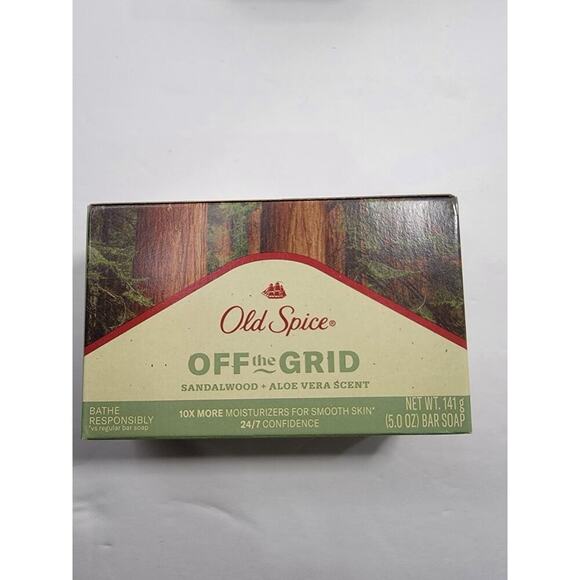 Old Spice®
OFF the GRID
SANDALWOOD + ALOE VERA SCENT
BATHE
RESPONSIBLY
*vs regular bar soap
10X MORE MOISTURIZERS FOR SMOOTH SKIN*
24/7 CONFIDENCE
NET WT. 141 g
(5.0 OZ) BAR SOAP